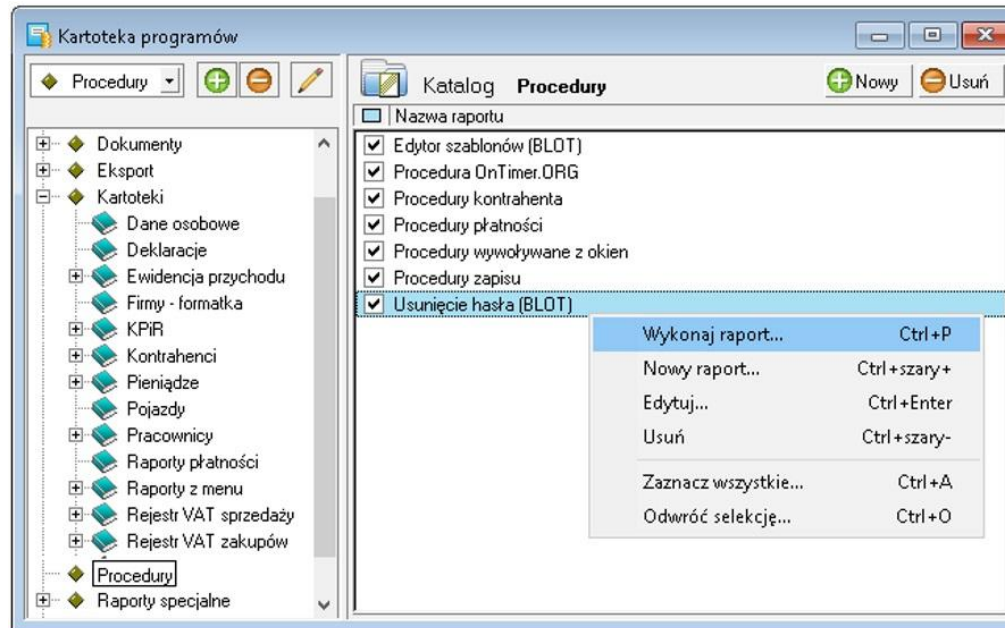 Kartoteka programów
Procedury
Dokumenty
Eksport
Kartoteki
Dane osobowe
Deklaracje
Ewidencja przychodu
Firmy - formatka
KPiR
Kontrahenci
Pieniądze
Pojazdy
Pracownicy
Raporty płatności
Raporty z menu
Rejestr VAT sprzedaży
Rejestr VAT zakupów
Procedury
Raporty specjalne
Katalog Procedury
Nowy
Usuń
Nazwa raportu
Edytor szablonów (BLOT)
Procedura OnTimer.ORG
Procedury kontrahenta
Procedury płatności
Procedury wywoływane z okien
Procedury zapisu
Usunięcie hasła (BLOT)
Wykonaj raport... Ctrl+P
Nowy raport... Ctrl+szary+
Edytuj... Ctrl+Enter
Usuń Ctrl+szary-
Zaznacz wszystkie... Ctrl+A
Odwróć selekcję... Ctrl+O